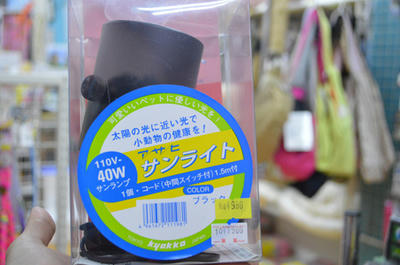 可愛いいペットに優しい光を!
太陽の光に近い光で
小動物の健康を!
110V-
40W
サンランプ
アサヒ
サンライト
1個・コード(中間スイッチ付)1.5m付
COLOR
ブラック
kyokko